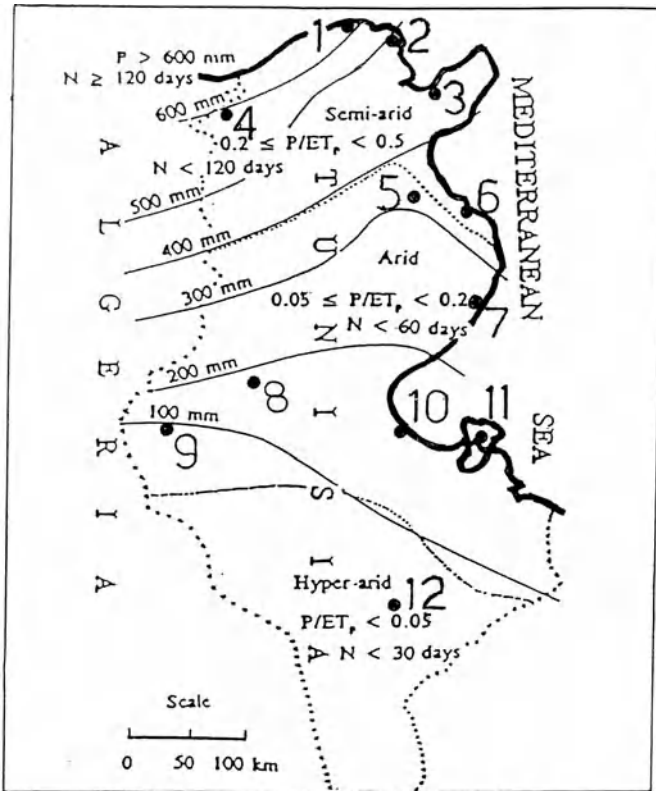 P > 600 mm
N ≥ 120 days
1
2
3
600 mm
4
Semi-arid
0.2 ≤ P/ETₚ < 0.5
N < 120 days
500 mm
5
6
400 mm
Arid
300 mm
0.05 ≤ P/ETₚ < 0.2
N < 60 days
7
200 mm
8
100 mm
9
10
11
Hyper-arid
12
P/ETₚ < 0.05
N < 30 days
ALGERIA
TUNISIA
MEDITERRANEAN SEA
Scale
0 50 100 km